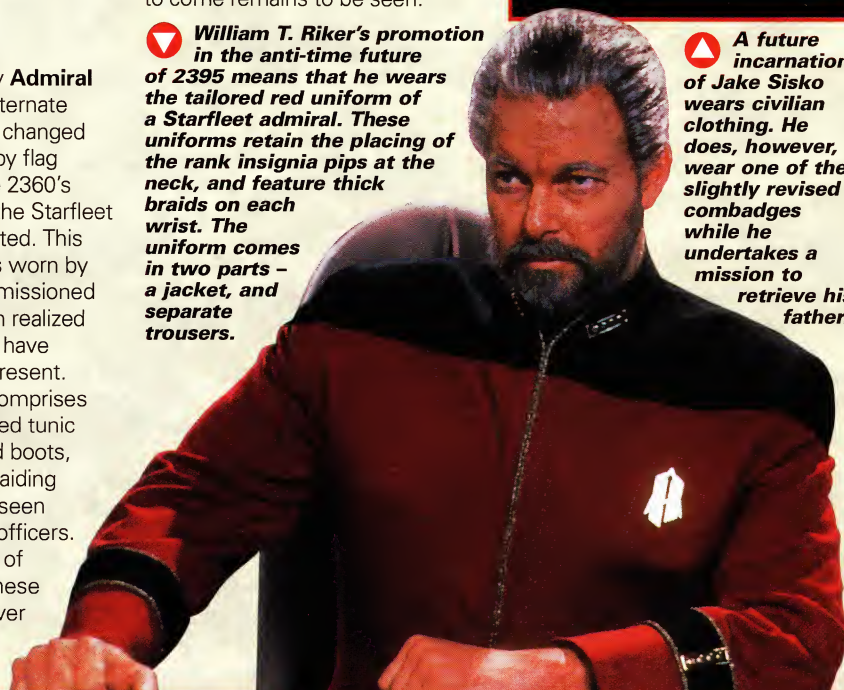 to come remains to be seen.
William T. Riker's promotion
in the anti-time future
of 2395 means that he wears
the tailored red uniform of
a Starfleet admiral. These
uniforms retain the placing of
the rank insignia pips at the
neck, and feature thick
braids on each
wrist. The
uniform comes
in two parts –
a jacket, and
separate
trousers.
Admiral
ternate
changed
by flag
2360's
he Starfleet
ted. This
s worn by
missioned
n realized
have
resent.
omprises
ed tunic
d boots,
aiding
seen
officers.
of
hese
ver
A future
incarnation
of Jake Sisko
wears civilian
clothing. He
does, however,
wear one of the
slightly revised
combadges
while he
undertakes a
mission to
retrieve his
father